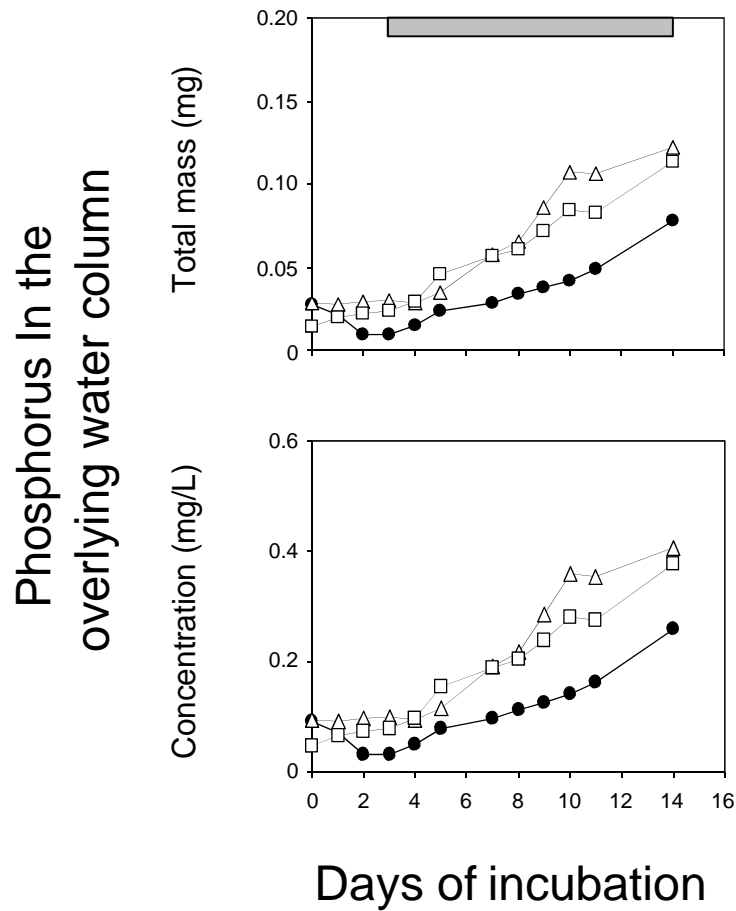 Phosphorus In the
overlying water column
Total mass (mg)
0.20
0.15
0.10
0.05
0
Concentration (mg/L)
0.6
0.4
0.2
0
0 2 4 6 8 10 12 14 16
Days of incubation